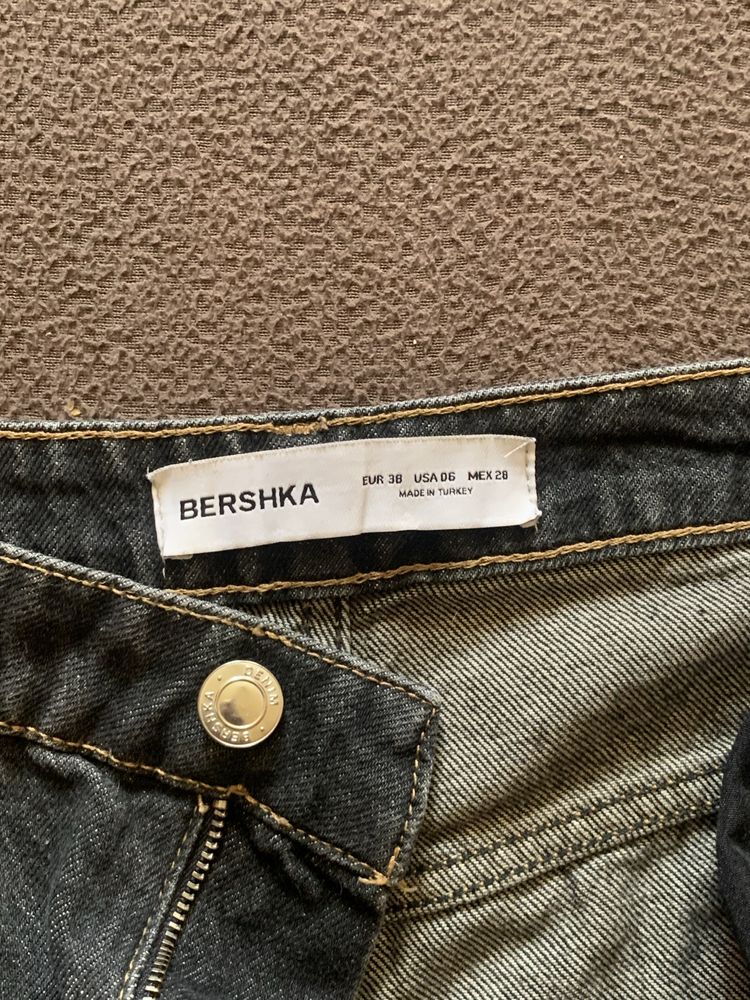 BERSHKA
EUR 38 USA 06 MEX 28
MADE IN TURKEY
DENIM · BERSHKA ·